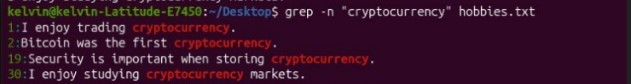 kelvin@kelvin-Latitude-E7450:~/Desktop$ grep -n "cryptocurrency" hobbies.txt
1:I enjoy trading cryptocurrency.
2:Bitcoin was the first cryptocurrency.
19:Security is important when storing cryptocurrency.
30:I enjoy studying cryptocurrency markets.